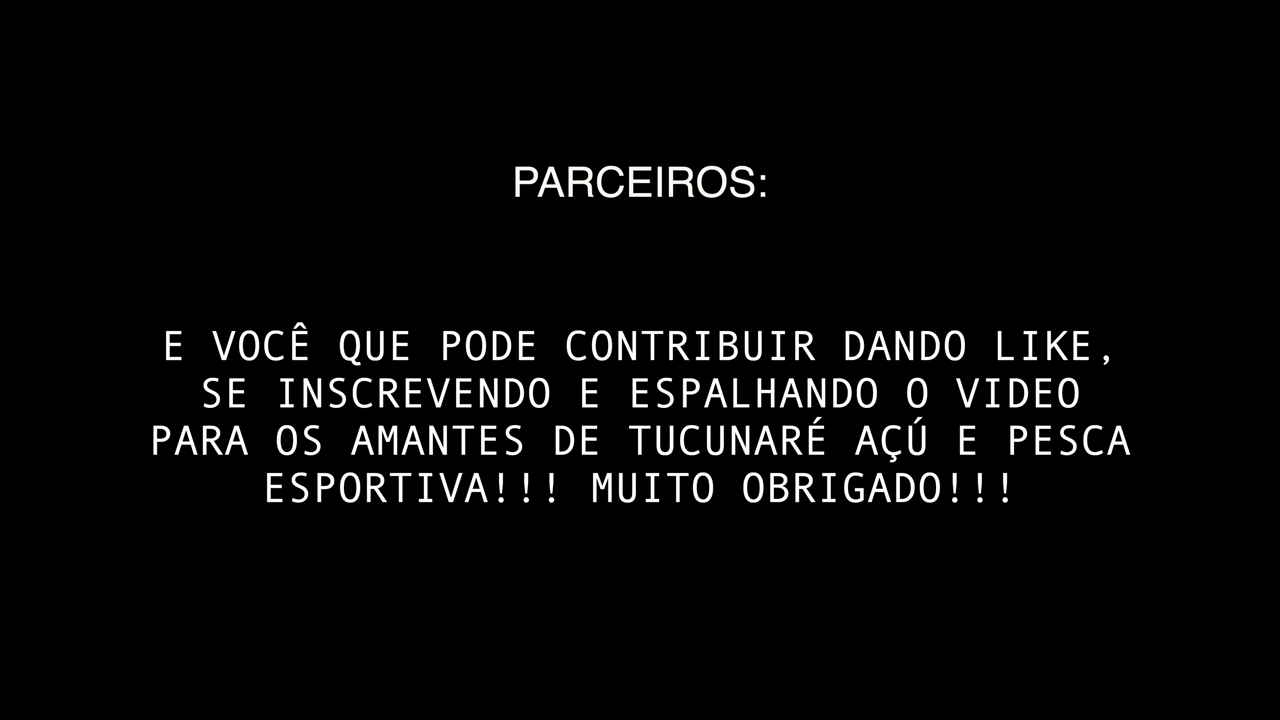 PARCEIROS:
E VOCÊ QUE PODE CONTRIBUIR DANDO LIKE,
SE INSCREVENDO E ESPALHANDO O VIDEO
PARA OS AMANTES DE TUCUNARÉ AÇÚ E PESCA
ESPORTIVA!!! MUITO OBRIGADO!!!